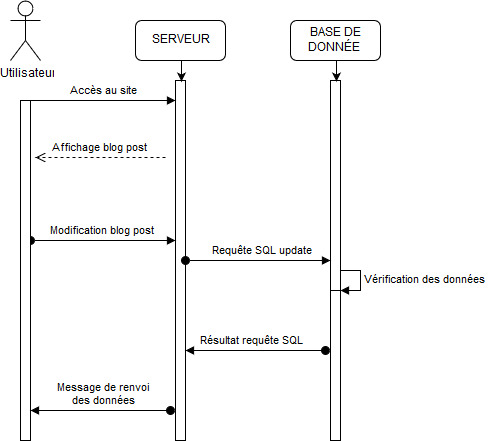 SERVEUR
BASE DE
DONNÉE
Utilisateur
Accès au site
Affichage blog post
Modification blog post
Requête SQL update
Vérification des données
Résultat requête SQL
Message de renvoi
des données